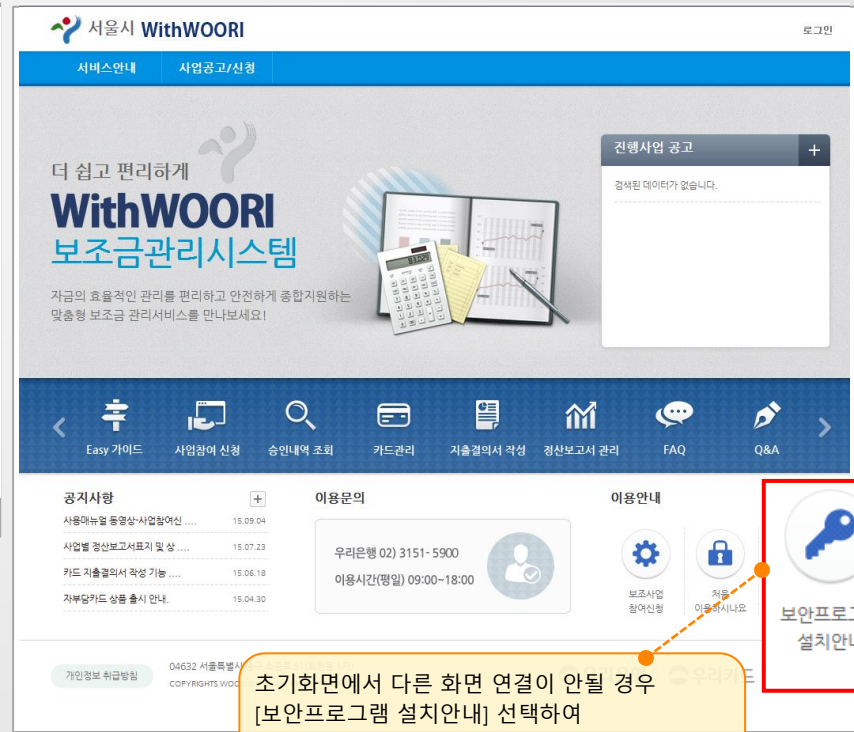 서울시 WithWOORI
로그인
서비스안내 사업공고/신청
더 쉽고 편리하게
WithWOORI
보조금관리시스템
자금의 효율적인 관리를 편리하고 안전하게 종합지원하는
맞춤형 보조금 관리서비스를 만나보세요!
진행사업 공고 +
검색된 데이터가 없습니다.
Easy 가이드 사업참여 신청 승인내역 조회 카드관리 지출결의서 작성 정산보고서 관리 FAQ Q&A
공지사항 +
사용매뉴얼 동영상-사업참여신 .... 15.09.04
사업별 정산보고서표지 및 상 .... 15.07.23
카드 지출결의서 작성 기능 .... 15.06.18
자부담카드 상품 출시 안내. 15.04.30
이용문의
우리은행 02) 3151- 5900
이용시간(평일) 09:00~18:00
이용안내
보조사업
참여신청
처음
이용하시나요
보안프로그
설치안내
개인정보 취급방침
04632 서울특별시
COPYRIGHTS WOO
우리카드
초기화면에서 다른 화면 연결이 안될 경우
[보안프로그램 설치안내] 선택하여